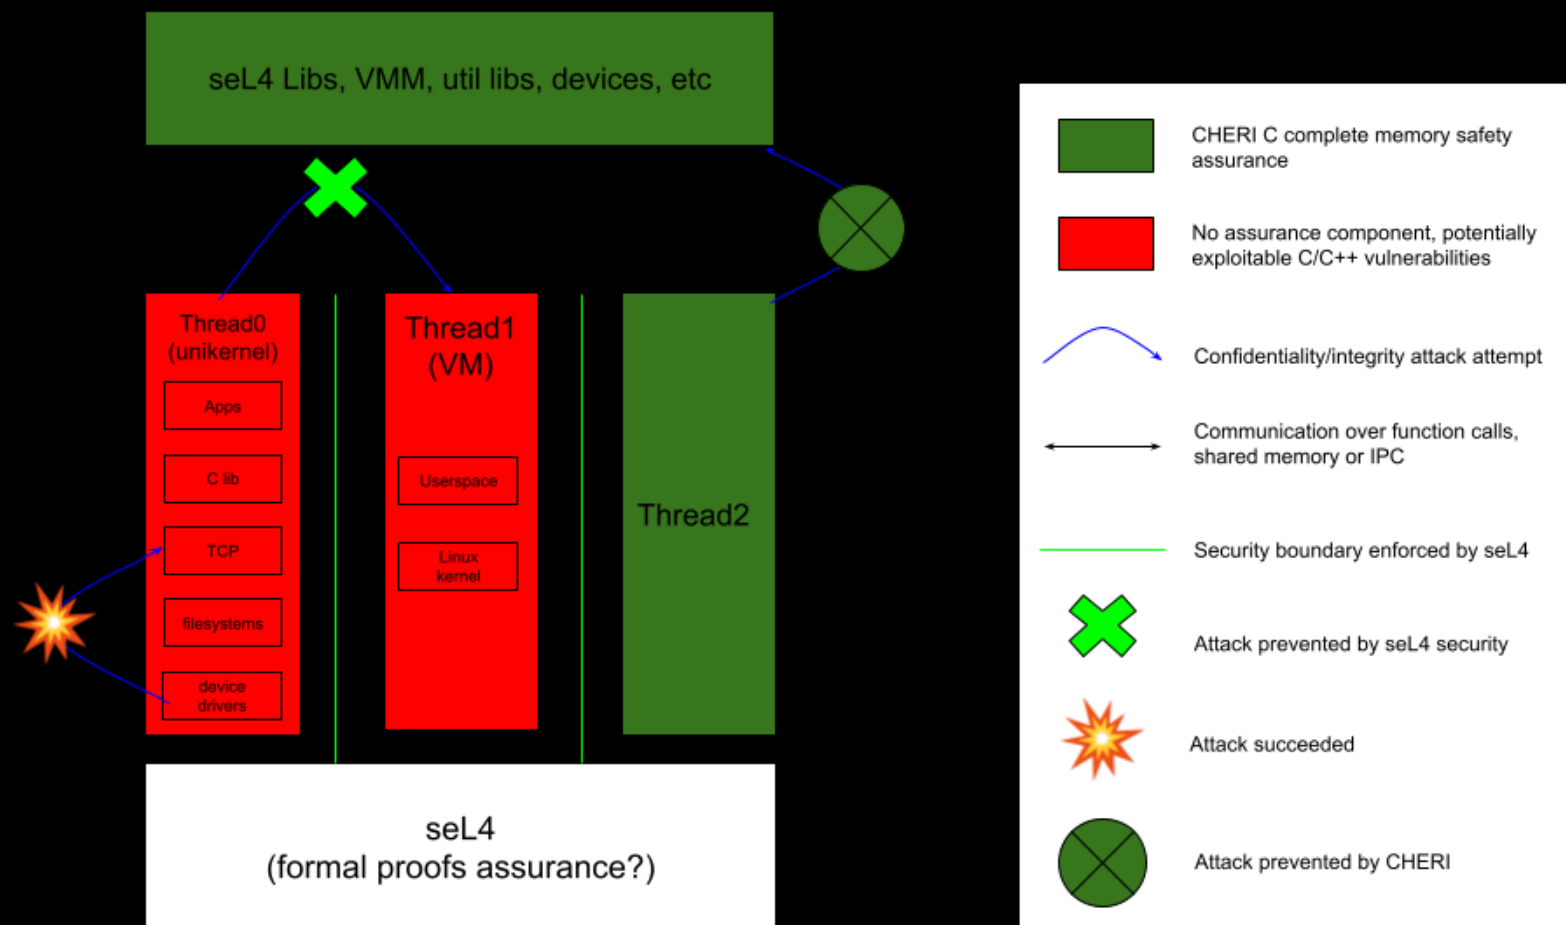 seL4 Libs, VMM, util libs, devices, etc
Thread0
(unikernel)
Apps
C lib
TCP
filesystems
device
drivers
Thread1
(VM)
Userspace
Linux
kernel
Thread2
seL4
(formal proofs assurance?)
CHERI C complete memory safety
assurance
No assurance component, potentially
exploitable C/C++ vulnerabilities
Confidentiality/integrity attack attempt
Communication over function calls,
shared memory or IPC
Security boundary enforced by seL4
Attack prevented by seL4 security
Attack succeeded
Attack prevented by CHERI